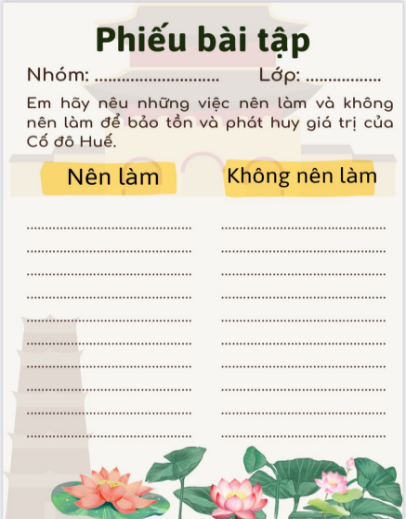 Phiếu bài tập
Nhóm: ............................ Lớp: .................
Em hãy nêu những việc nên làm và không
nên làm để bảo tồn và phát huy giá trị của
Cố đô Huế.
Nên làm
Không nên làm